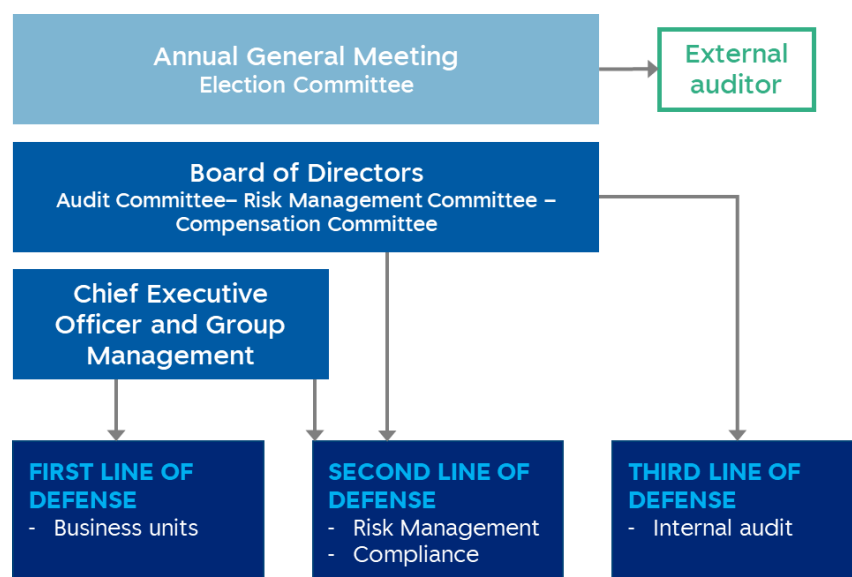 Annual General Meeting
Election Committee
External
auditor
Board of Directors
Audit Committee– Risk Management Committee –
Compensation Committee
Chief Executive
Officer and Group
Management
FIRST LINE OF
DEFENSE
- Business units
SECOND LINE OF
DEFENSE
- Risk Management
- Compliance
THIRD LINE OF
DEFENSE
- Internal audit